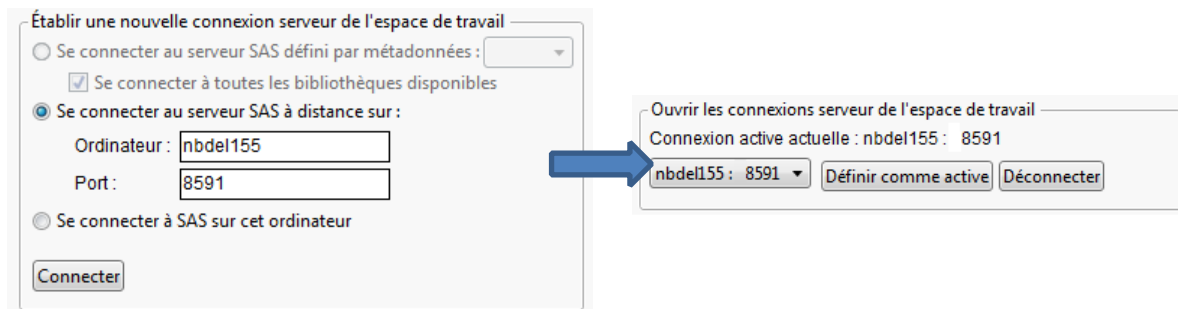 Établir une nouvelle connexion serveur de l'espace de travail
Se connecter au serveur SAS défini par métadonnées :
Se connecter à toutes les bibliothèques disponibles
Se connecter au serveur SAS à distance sur :
Ordinateur : nbdel155
Port : 8591
Se connecter à SAS sur cet ordinateur
Connecter
Ouvrir les connexions serveur de l'espace de travail
Connexion active actuelle : nbdel155 : 8591
nbdel155 : 8591 Définir comme active Déconnecter